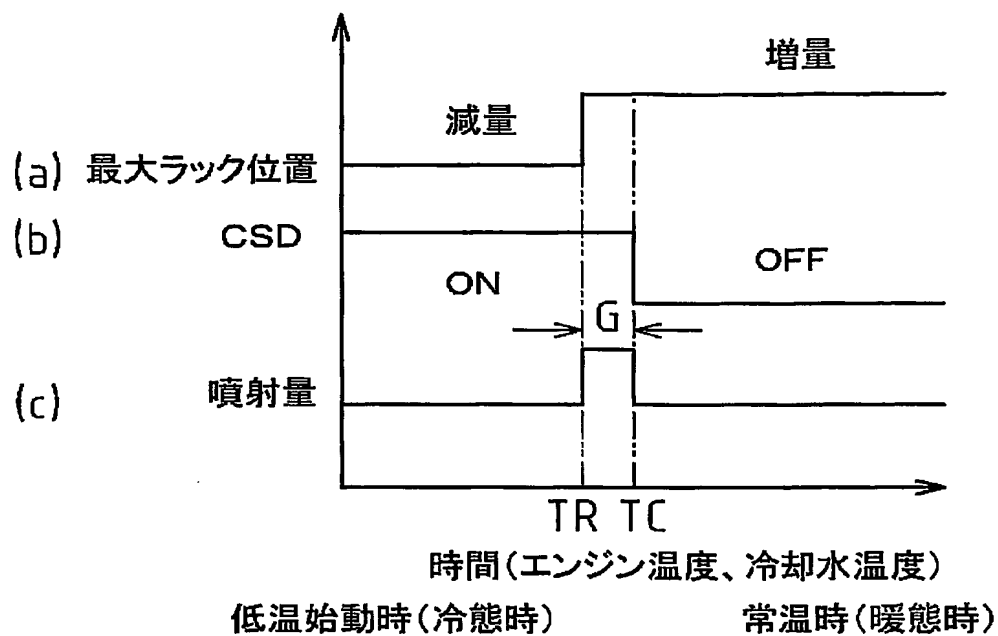 増量
減量
(a) 最大ラック位置
(b) CSD
ON
OFF
G
(c) 噴射量
TR TC
時間(エンジン温度、冷却水温度)
低温始動時(冷態時) 常温時(暖態時)